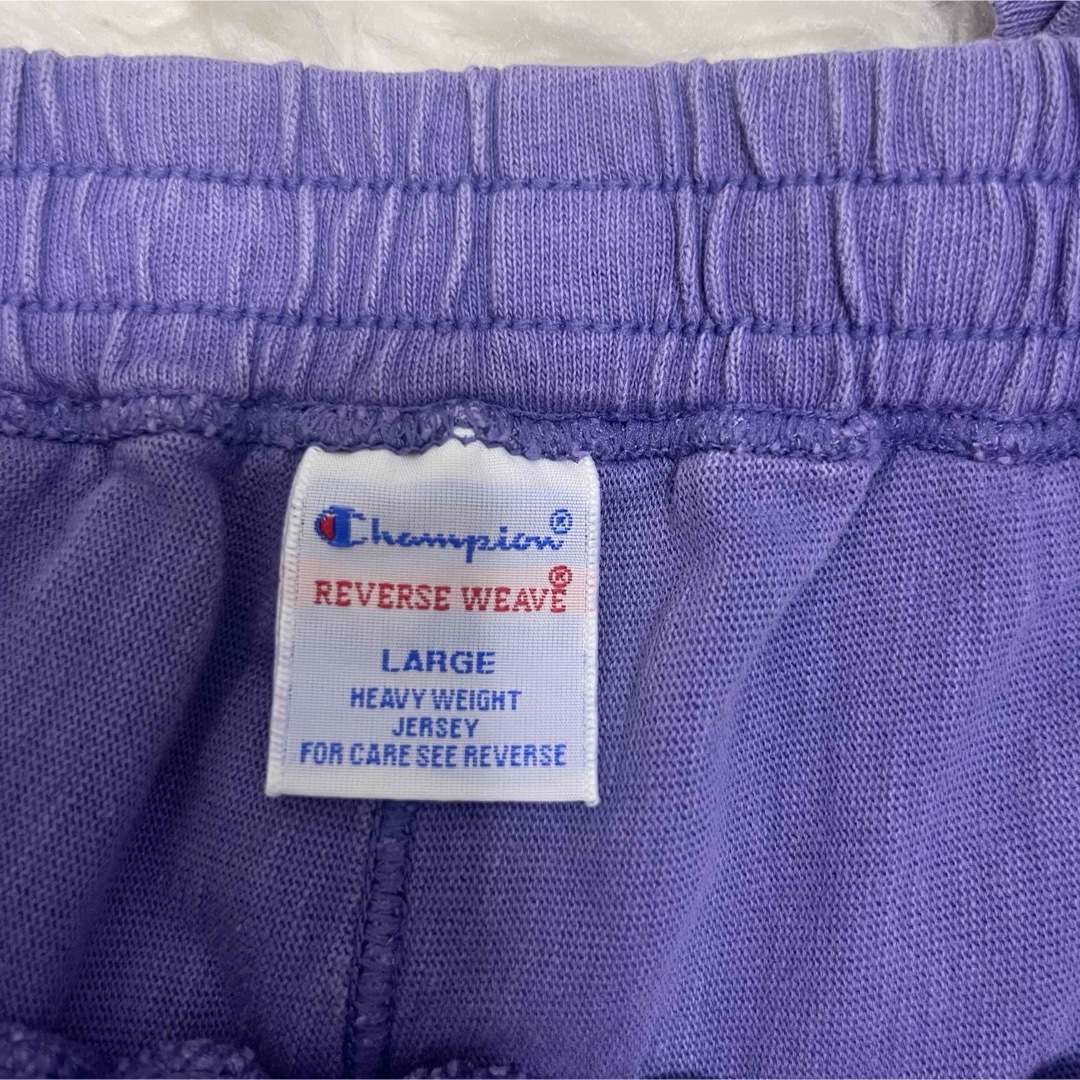 Champion®
REVERSE WEAVE®
LARGE
HEAVY WEIGHT
JERSEY
FOR CARE SEE REVERSE